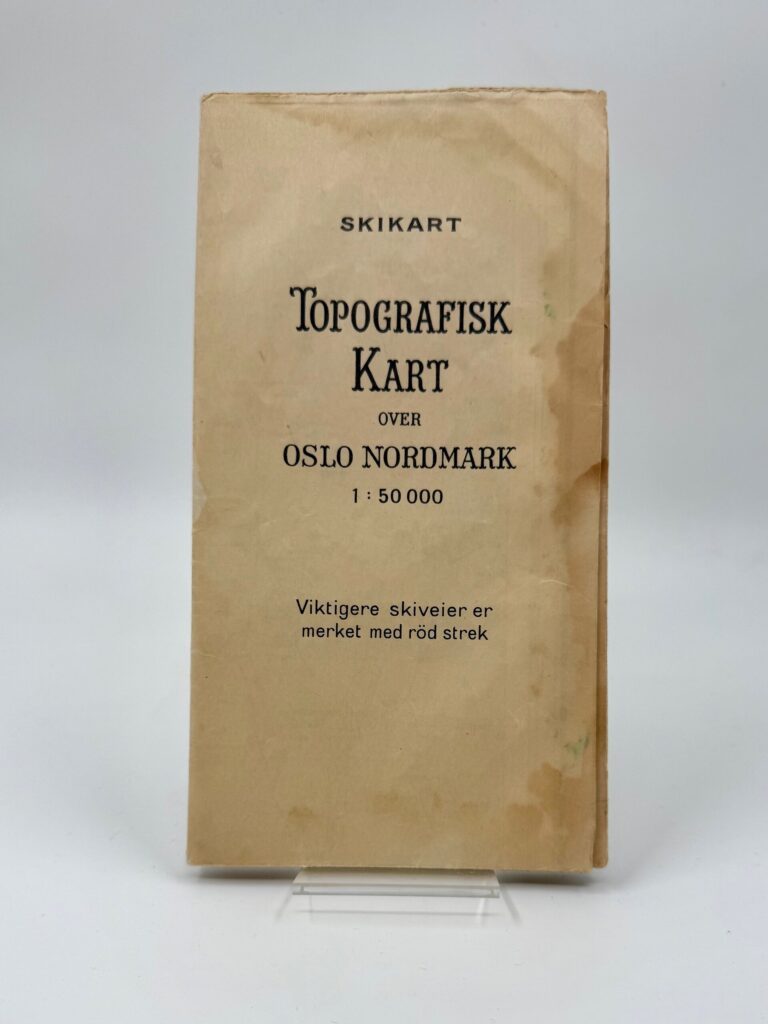 SKIKART
TOPOGRAFISK
KART
OVER
OSLO NORDMARK
1 : 50 000
Viktigere skiveier er
merket med röd strek